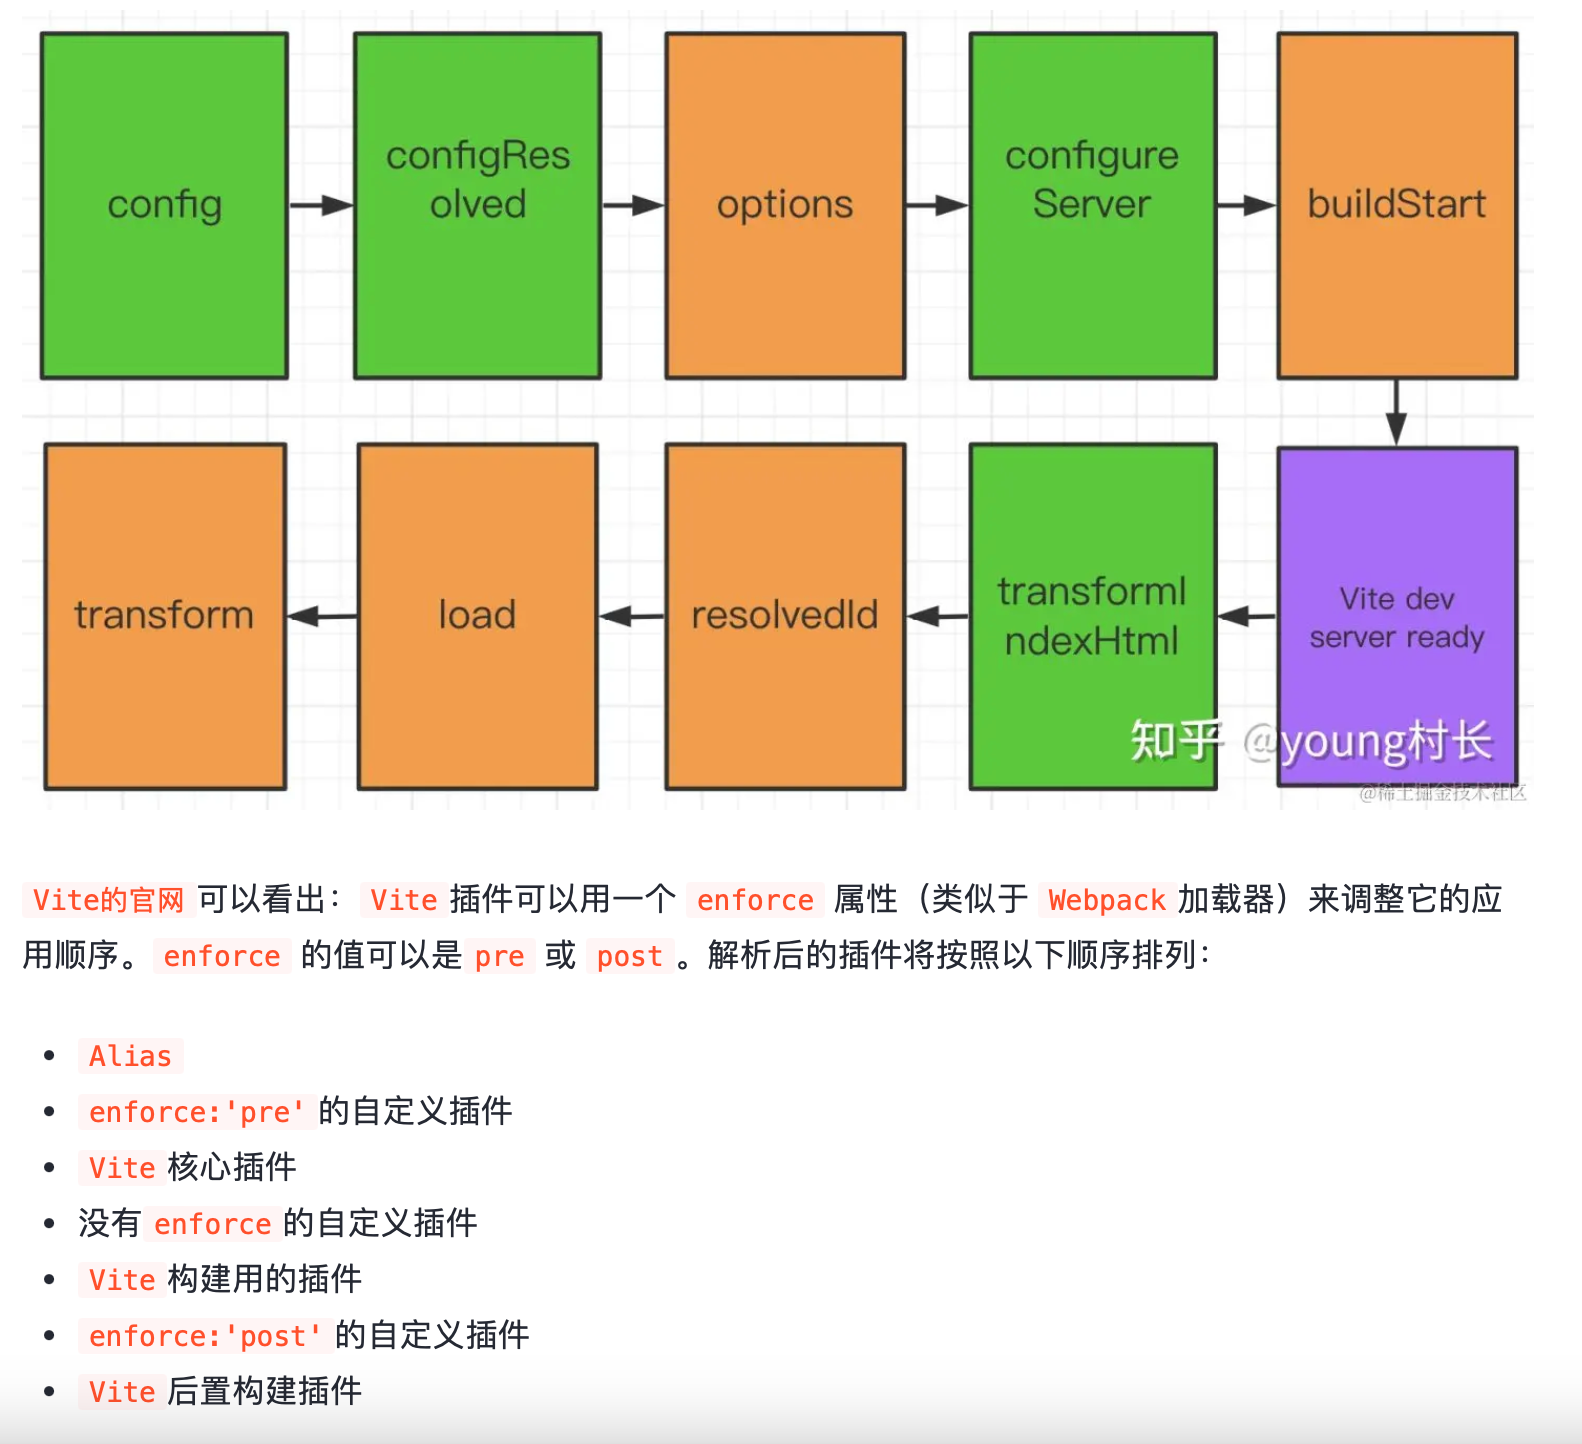 config
configRes
olved
options
configure
Server
buildStart
transform
load
resolvedId
transformI
ndexHtml
Vite dev
server ready
知乎 @young村长
@稀土掘金技术社区
Vite的官网 可以看出： Vite 插件可以用一个 enforce 属性（类似于 Webpack 加载器）来调整它的应
用顺序。 enforce 的值可以是 pre 或 post 。解析后的插件将按照以下顺序排列：
• Alias
• enforce:'pre' 的自定义插件
• Vite 核心插件
• 没有 enforce 的自定义插件
• Vite 构建用的插件
• enforce:'post' 的自定义插件
• Vite 后置构建插件